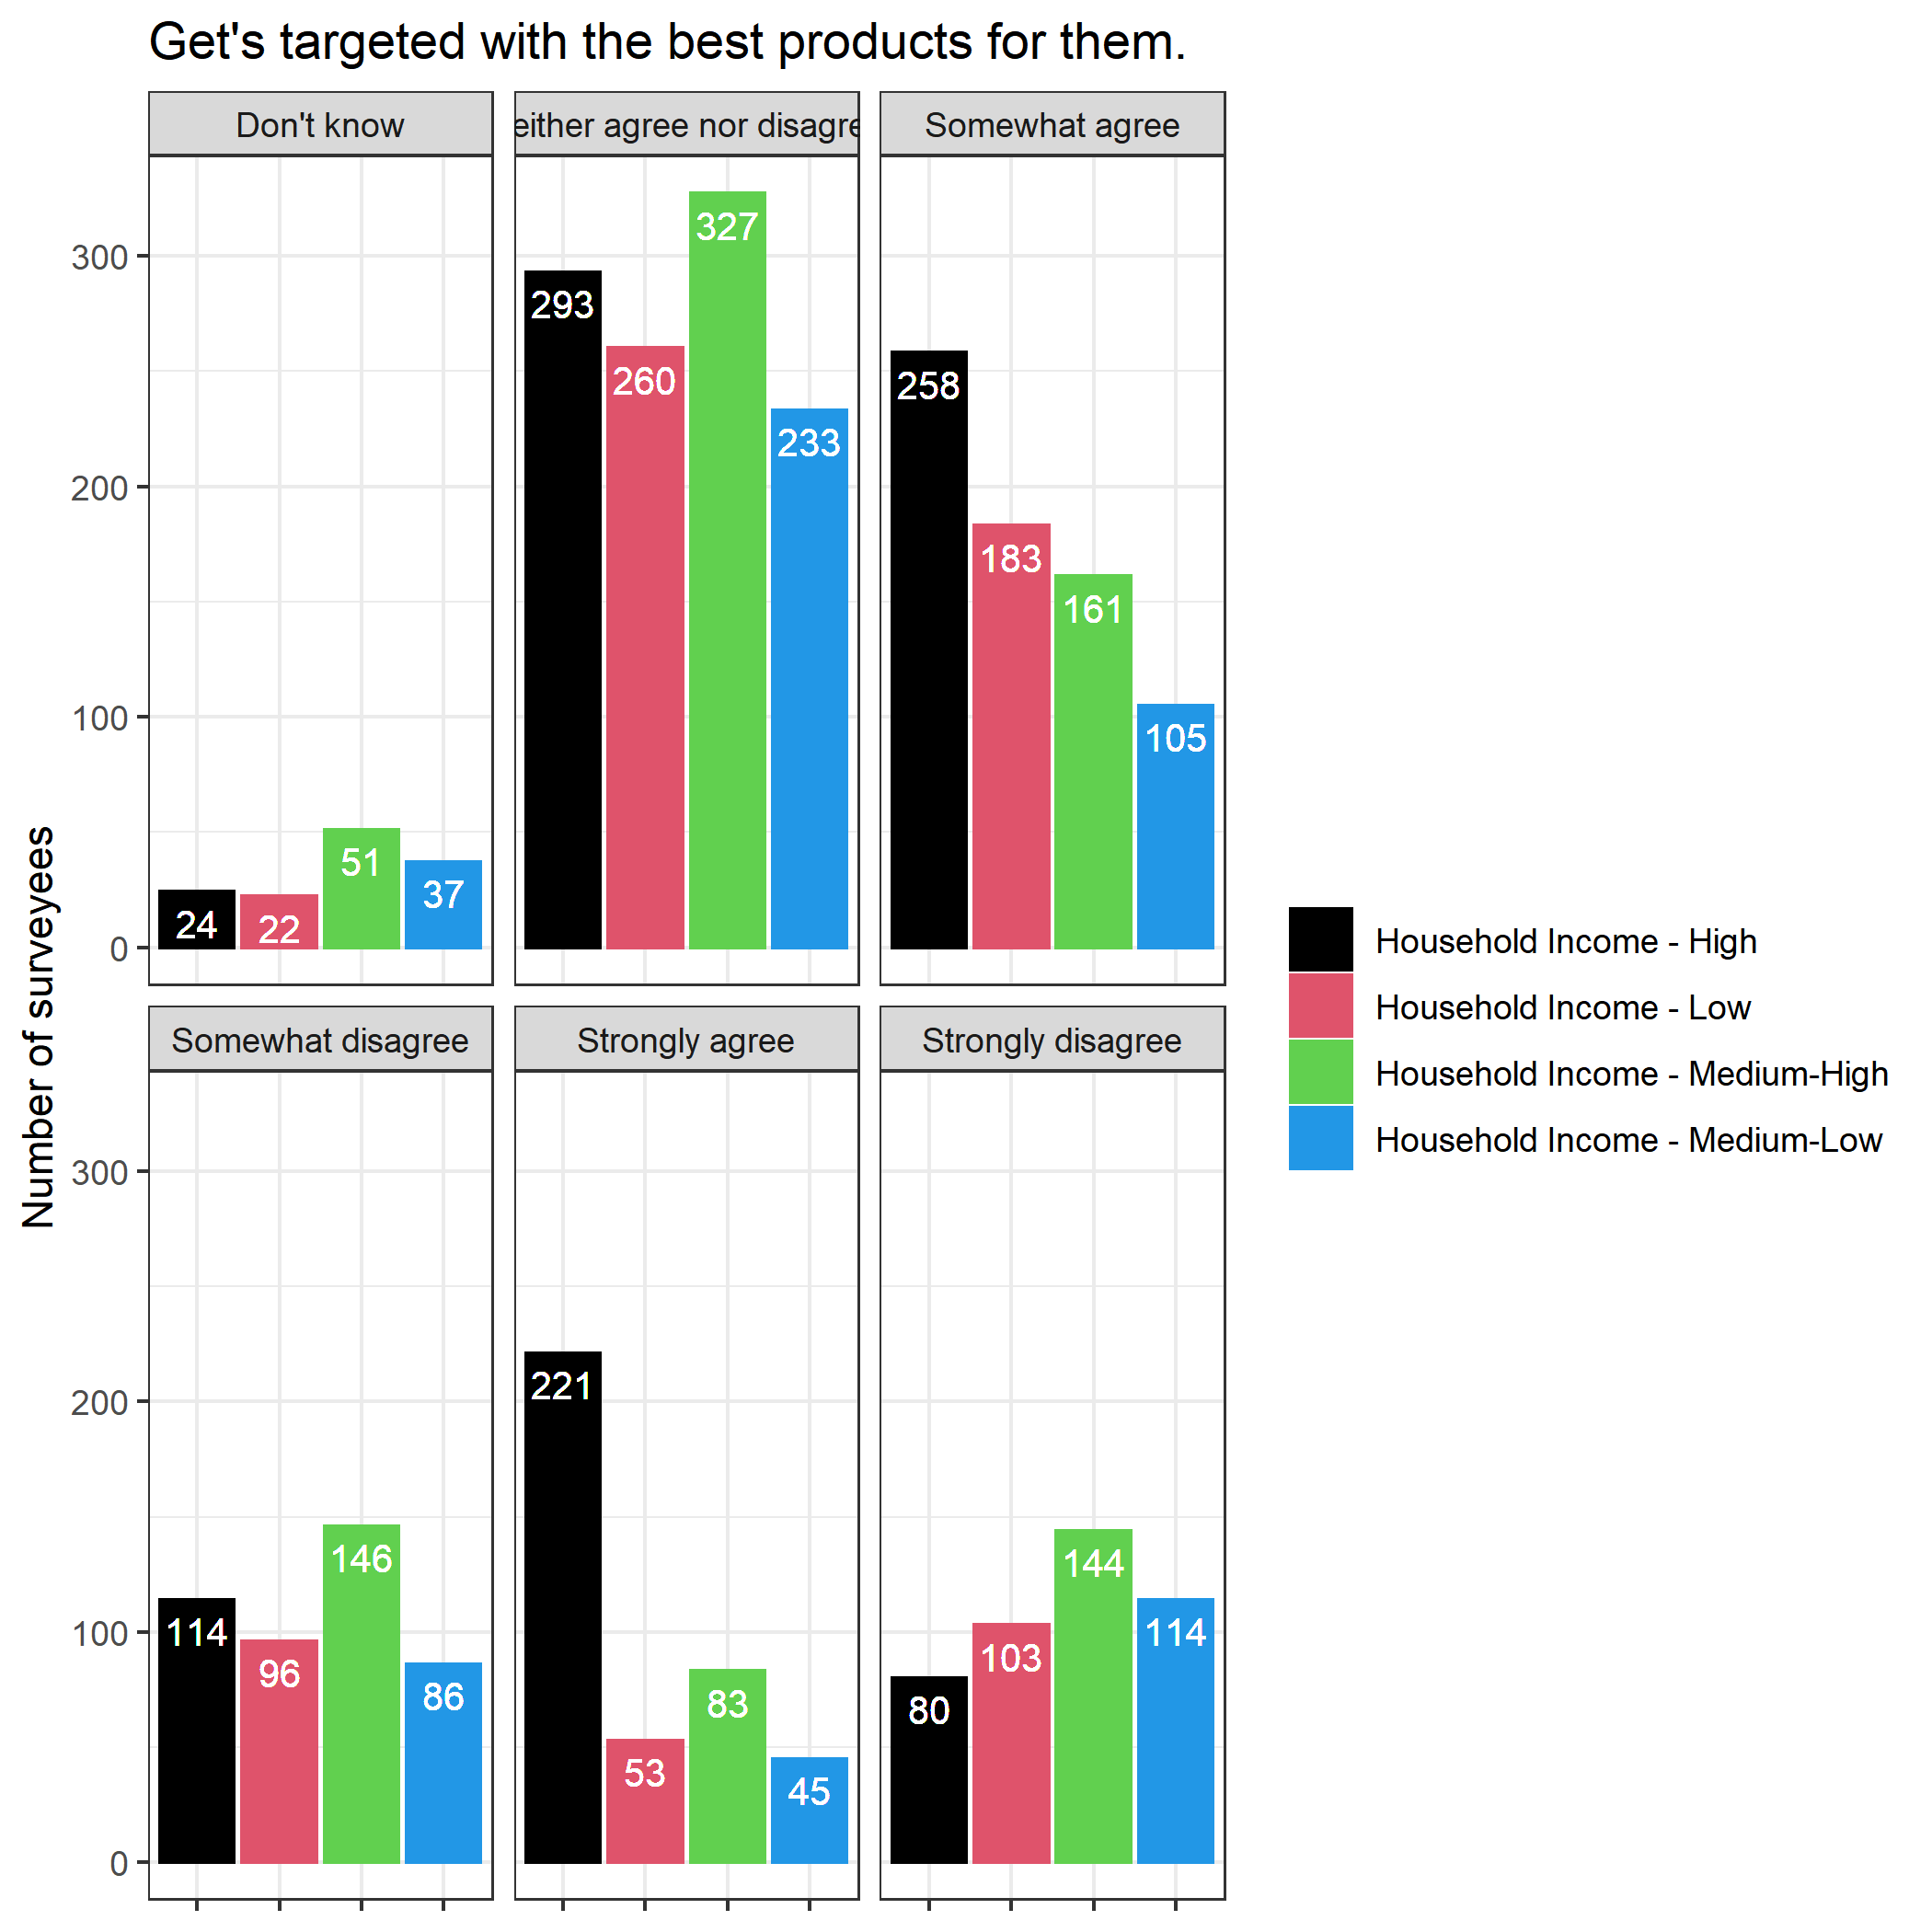 Get's targeted with the best products for them.
Don't know
either agree nor disagre
Somewhat agree
300
200
100
0
24
22
51
37
293
260
327
233
258
183
161
105
Somewhat disagree
Strongly agree
Strongly disagree
300
200
100
0
114
96
146
86
221
53
83
45
80
103
144
114
Number of surveyees
Household Income - High
Household Income - Low
Household Income - Medium-High
Household Income - Medium-Low